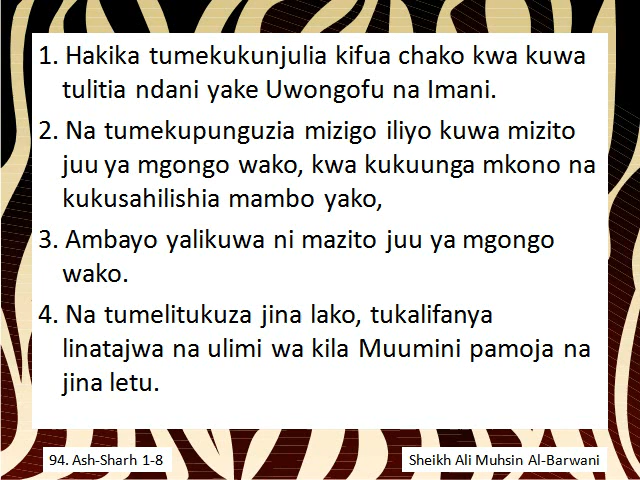 1. Hakika tumekukunjulia kifua chako kwa kuwa
tulitia ndani yake Uwongofu na Imani.
2. Na tumekupunguzia mizigo iliyo kuwa mizito
juu ya mgongo wako, kwa kukuunga mkono na
kukusahilishia mambo yako,
3. Ambayo yalikuwa ni mazito juu ya mgongo
wako.
4. Na tumelitukuza jina lako, tukalifanya
linatajwa na ulimi wa kila Muumini pamoja na
jina letu.
94. Ash-Sharh 1-8
Sheikh Ali Muhsin Al-Barwani